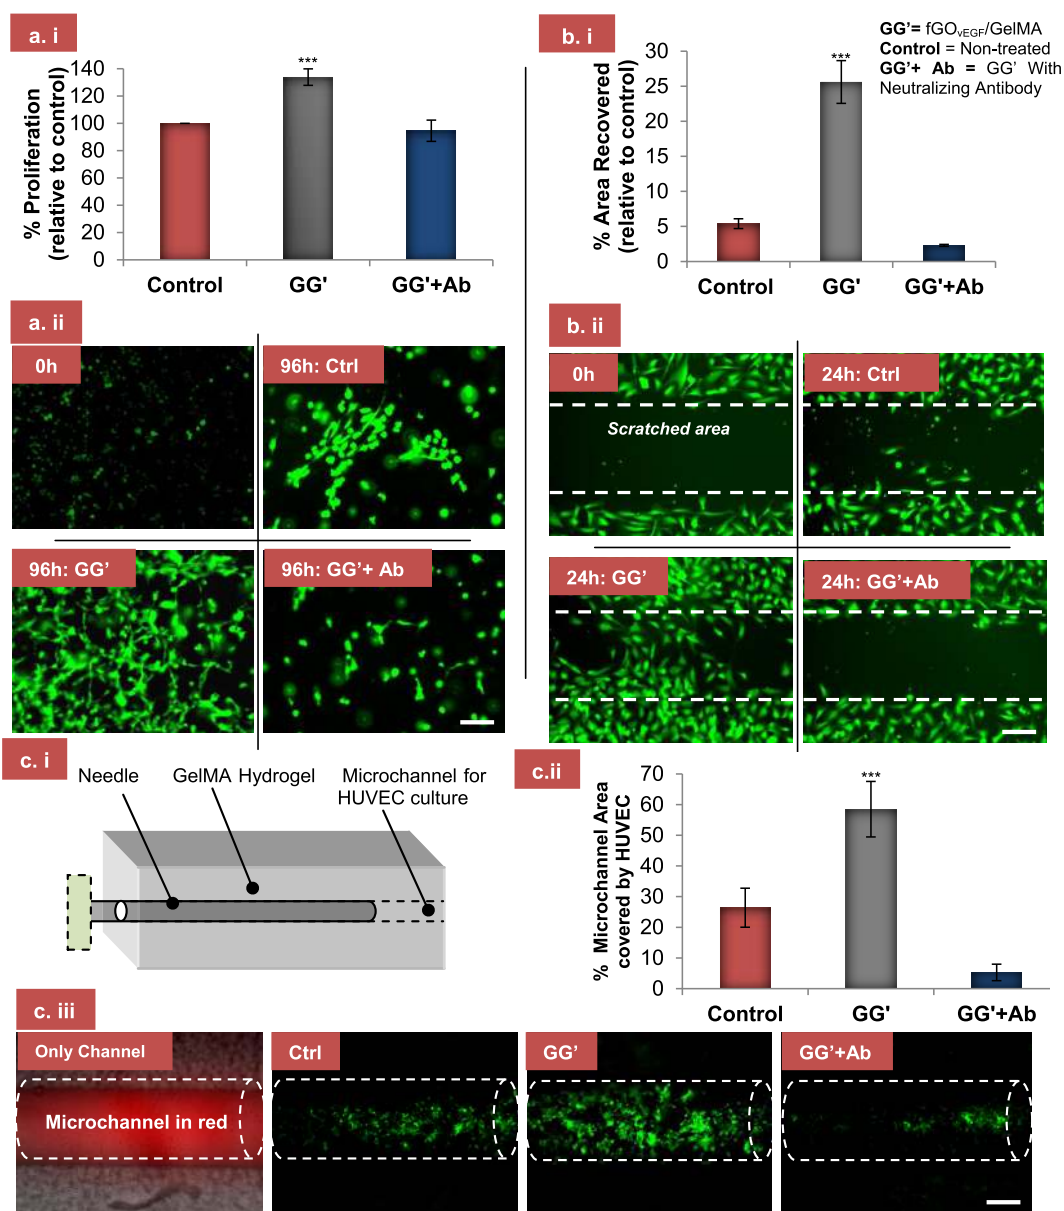 a. i
% Proliferation
(relative to control)
140
120
100
80
60
40
20
0
***
Control
GG'
GG'+Ab
b. i
% Area Recovered
(relative to control)
30
25
20
15
10
5
0
***
Control
GG'
GG'+Ab
GG’= fGOvEGF/GelMA
Control = Non-treated
GG’+ Ab = GG’ With
Neutralizing Antibody
a. ii
0h
96h: Ctrl
96h: GG’
96h: GG’+ Ab
b. ii
0h
Scratched area
24h: Ctrl
24h: GG’
24h: GG’+Ab
c. i
Needle
GelMA Hydrogel
Microchannel for
HUVEC culture
c.ii
% Microchannel Area
covered by HUVEC
70
60
50
40
30
20
10
0
***
Control
GG'
GG'+Ab
c. iii
Only Channel
Microchannel in red
Ctrl
GG’
GG’+Ab